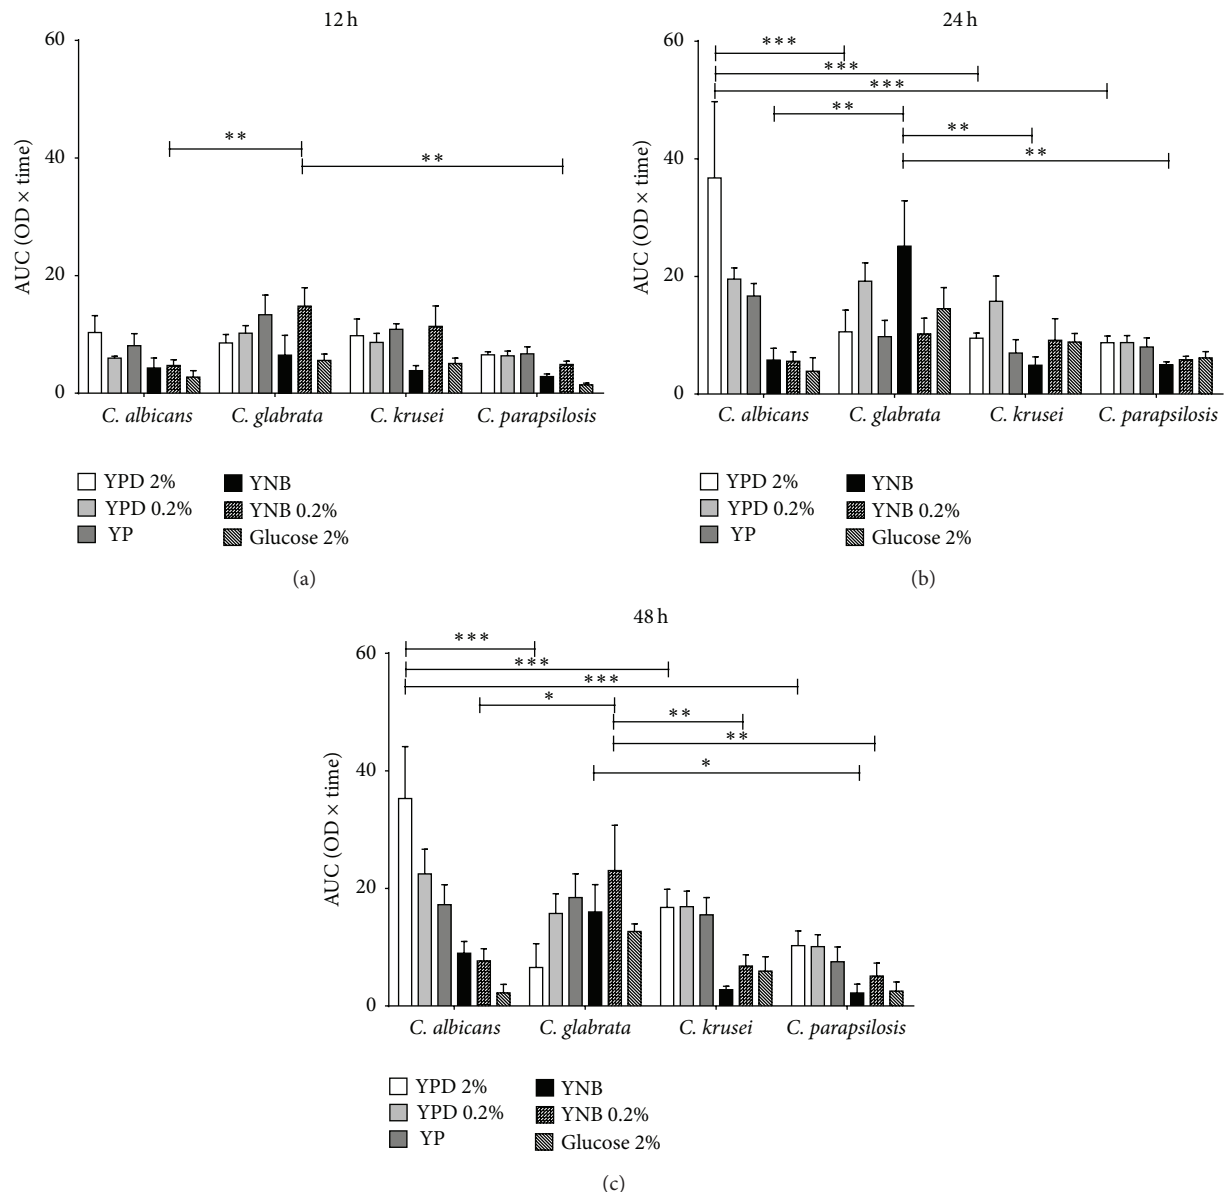 12 h
60
**
**
40
20
0
AUC (OD × time)
C. albicans C. glabrata C. krusei C. parapsilosis
YPD 2% YNB
YPD 0.2% YNB 0.2%
YP Glucose 2%
(a)
24 h
60
***
***
***
**
**
**
40
20
0
AUC (OD × time)
C. albicans C. glabrata C. krusei C. parapsilosis
YPD 2% YNB
YPD 0.2% YNB 0.2%
YP Glucose 2%
(b)
48 h
60
***
***
***
*
**
**
*
40
20
0
AUC (OD × time)
C. albicans C. glabrata C. krusei C. parapsilosis
YPD 2% YNB
YPD 0.2% YNB 0.2%
YP Glucose 2%
(c)